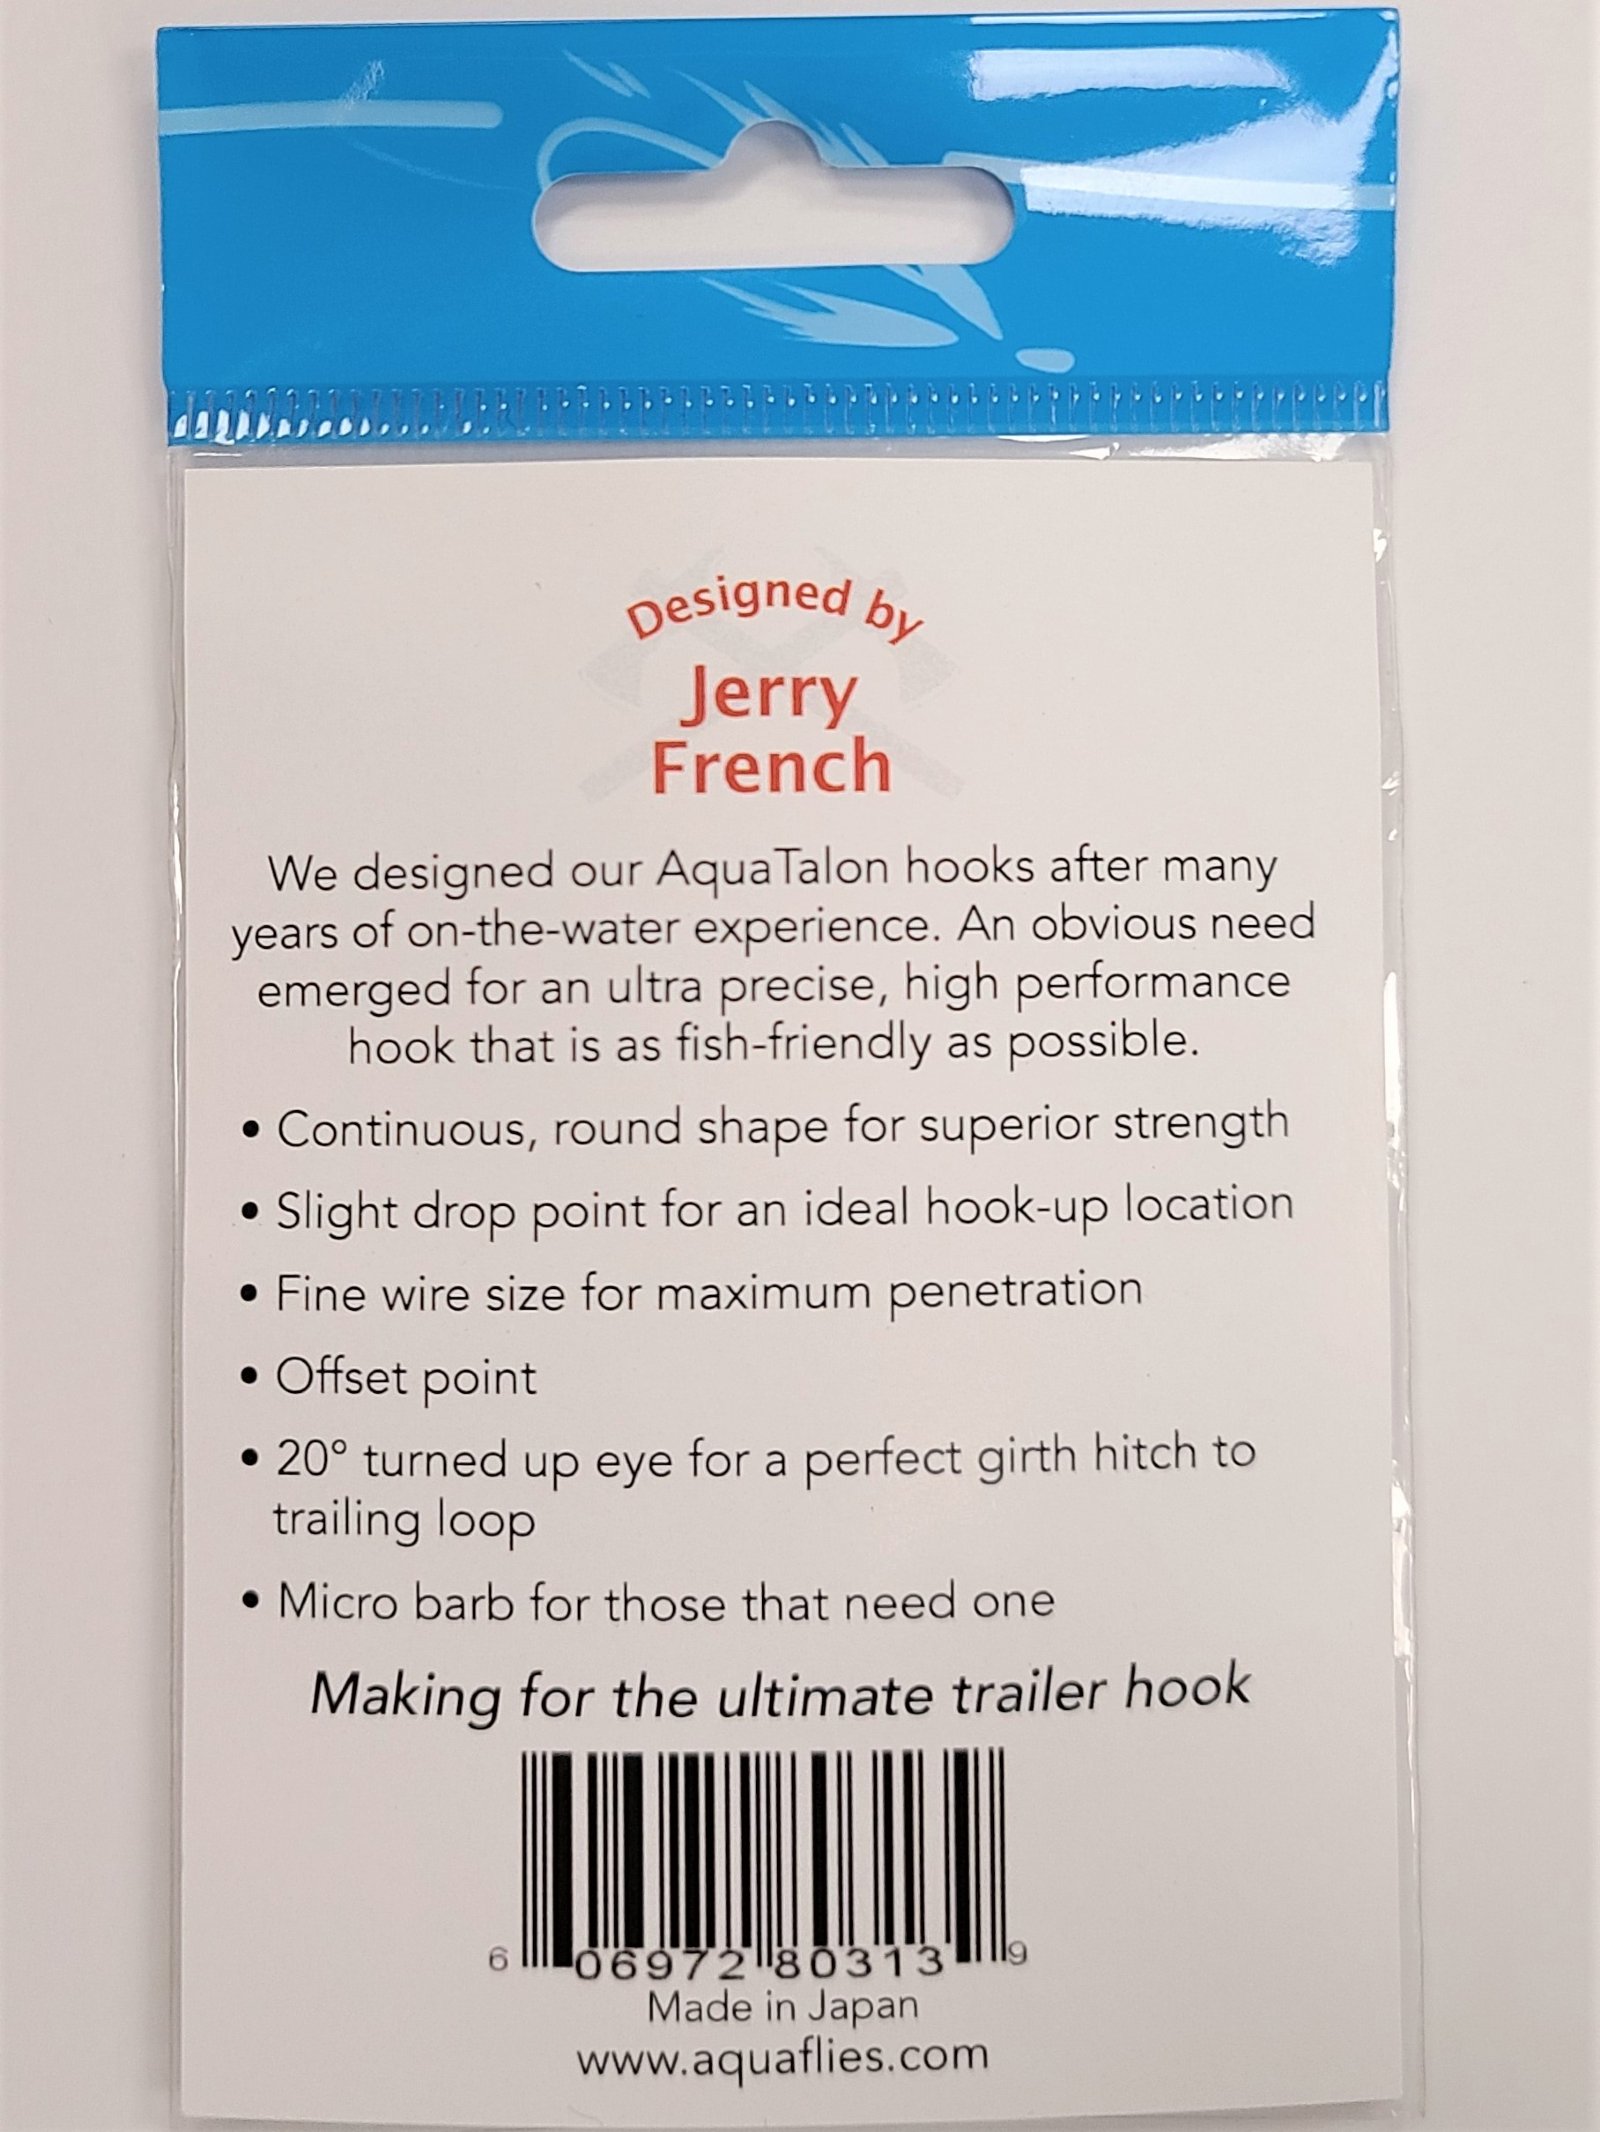 Designed by
Jerry
French
We designed our AquaTalon hooks after many
years of on-the-water experience. An obvious need
emerged for an ultra precise, high performance
hook that is as fish-friendly as possible.
• Continuous, round shape for superior strength
• Slight drop point for an ideal hook-up location
• Fine wire size for maximum penetration
• Offset point
• 20° turned up eye for a perfect girth hitch to
trailing loop
• Micro barb for those that need one
Making for the ultimate trailer hook
6 06972 80313 9
Made in Japan
www.aquaflies.com